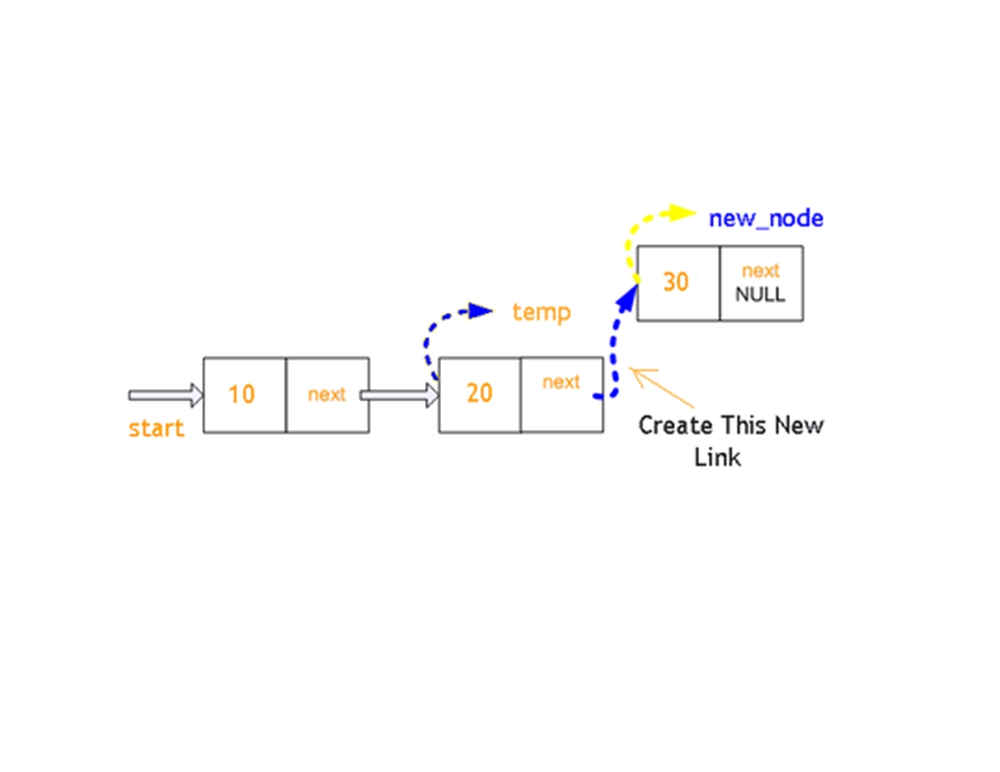 new_node
30
next
NULL
temp
10
next
20
next
start
Create This New
Link